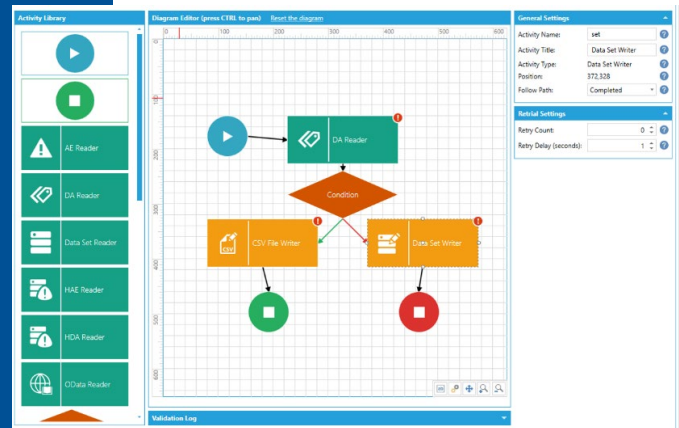 Activity Library
AE Reader
DA Reader
Data Set Reader
HAE Reader
HDA Reader
OData Reader
Diagram Editor (press CTRL to pan) Reset the diagram
0 100 200 300 400 500 600
0
100
200
300
400
500
600
DA Reader
Condition
CSV
CSV File Writer
Data Set Writer
Validation Log
General Settings
Activity Name: set
Activity Title: Data Set Writer
Activity Type: Data Set Writer
Position: 372,328
Follow Path: Completed
Retrial Settings
Retry Count: 0
Retry Delay (seconds): 1